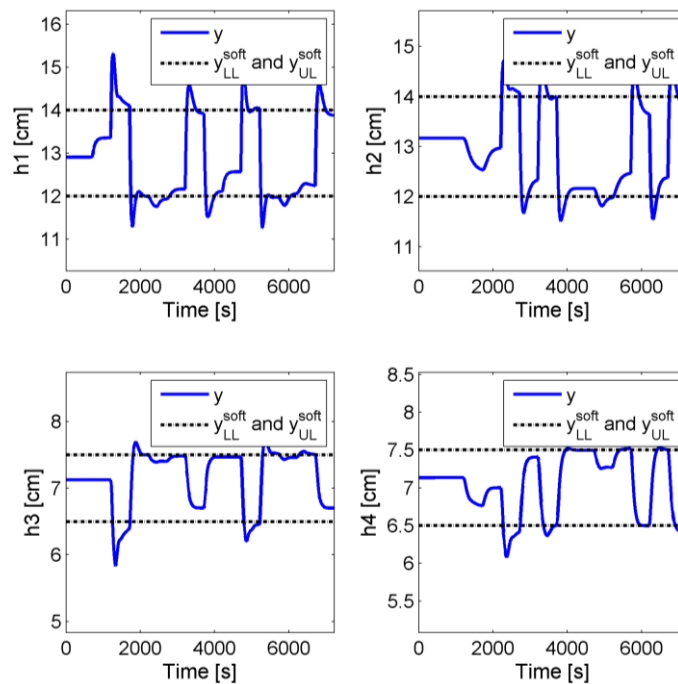 16
15
14
13
12
11
h1 [cm]
0 2000 4000 6000
Time [s]
y
y_LL^soft and y_UL^soft
15
14
13
12
11
h2 [cm]
0 2000 4000 6000
Time [s]
y
y_LL^soft and y_UL^soft
8
7
6
5
h3 [cm]
0 2000 4000 6000
Time [s]
y
y_LL^soft and y_UL^soft
8.5
8
7.5
7
6.5
6
5.5
h4 [cm]
0 2000 4000 6000
Time [s]
y
y_LL^soft and y_UL^soft